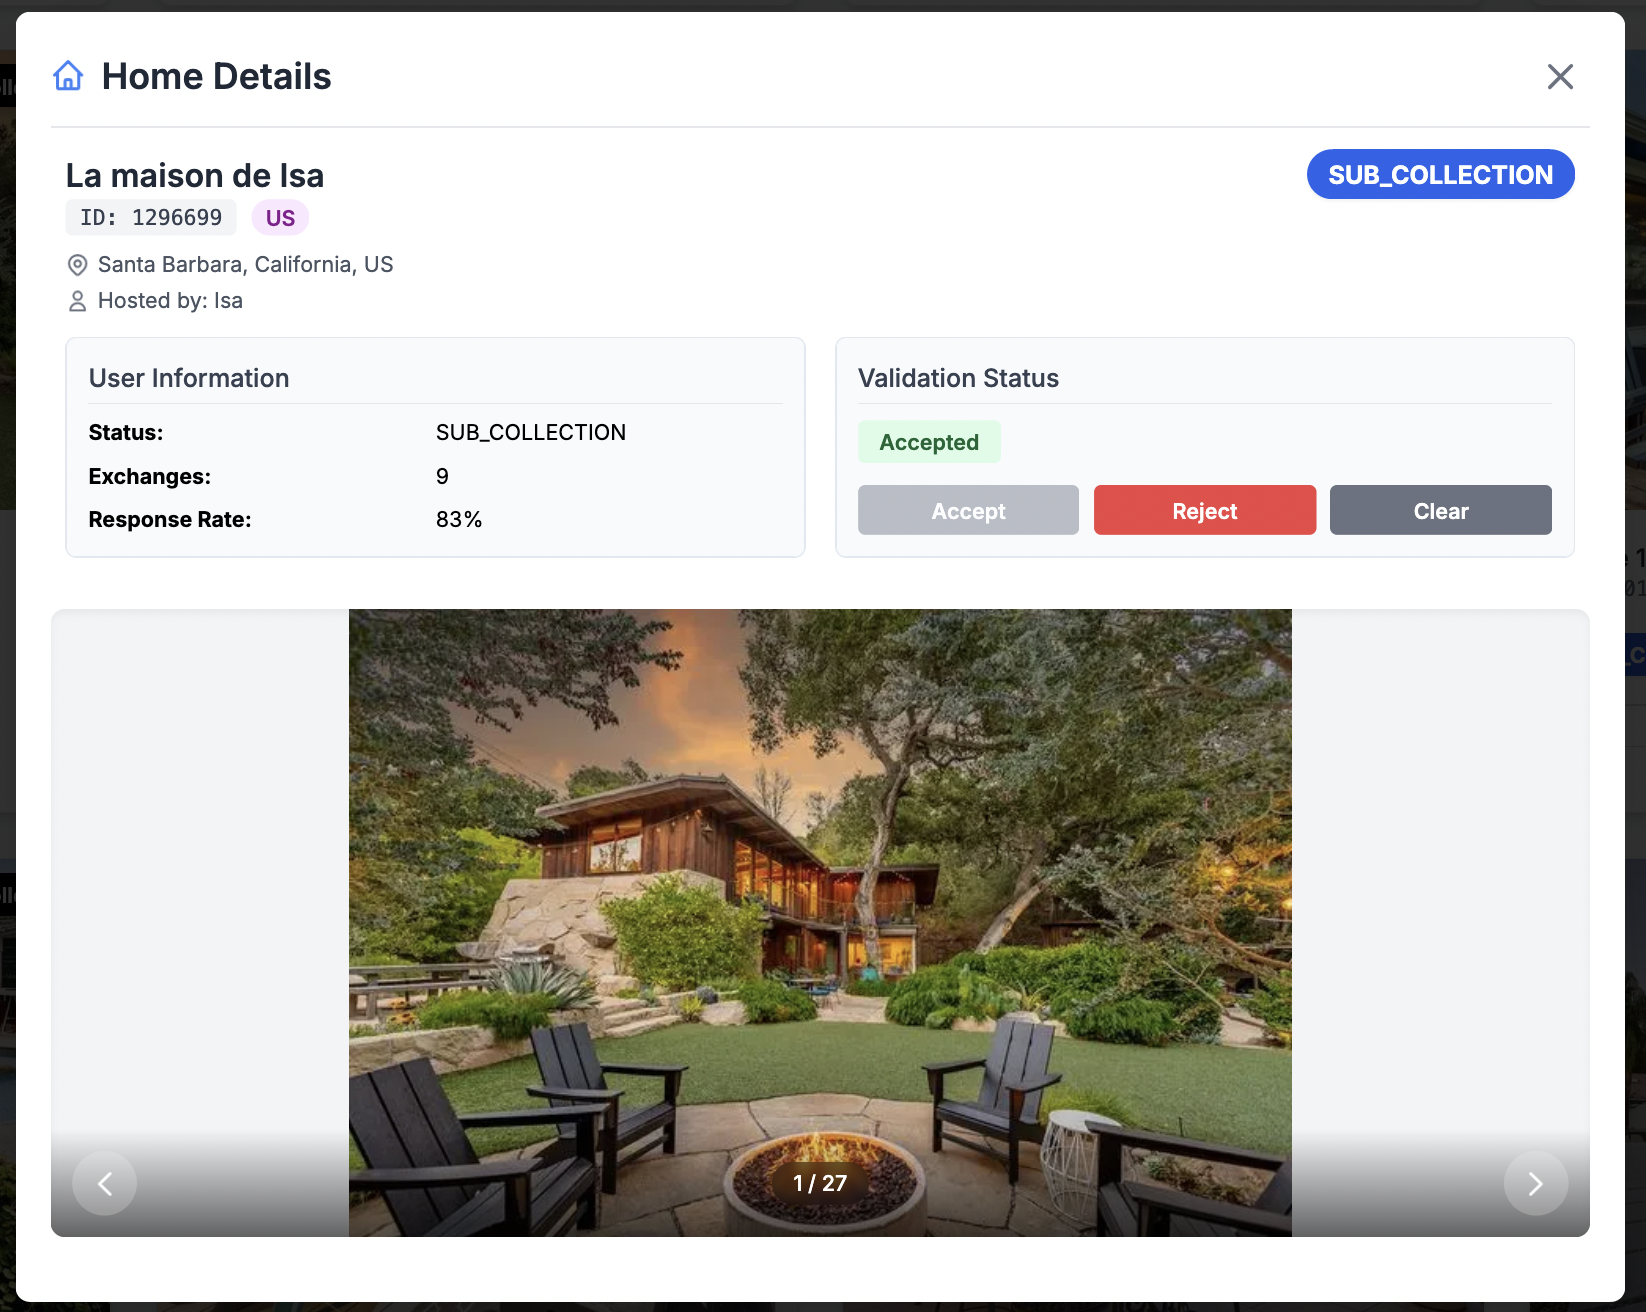 Home Details
La maison de Isa
SUB_COLLECTION
ID: 1296699 US
Santa Barbara, California, US
Hosted by: Isa
User Information
Status: SUB_COLLECTION
Exchanges: 9
Response Rate: 83%
Validation Status
Accepted
Accept Reject Clear
1 / 27